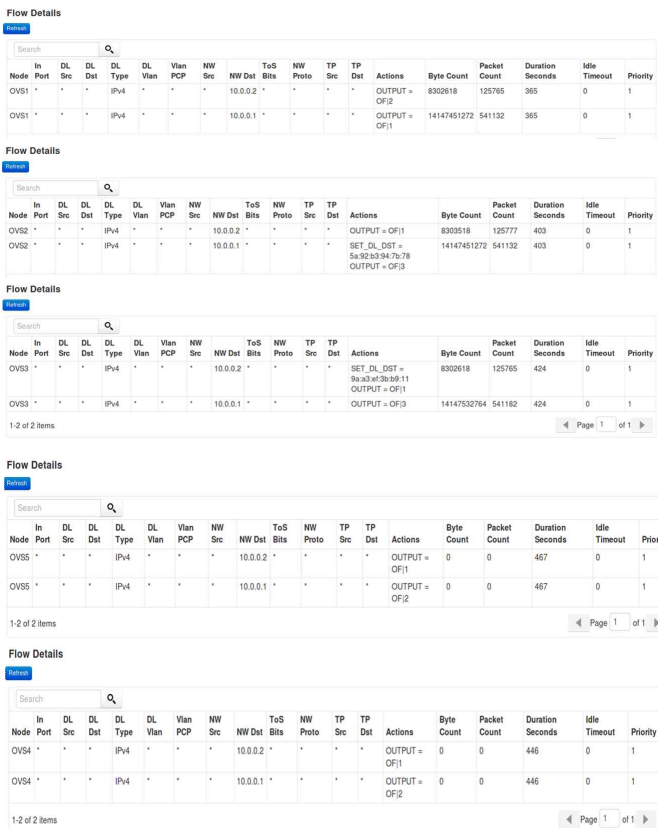 Flow Details
Refresh
Search
Node In Port DL Src DL Dst DL Type DL Vlan Vlan PCP NW Src NW Dst ToS Bits NW Proto TP Src TP Dst Actions Byte Count Packet Count Duration Seconds Idle Timeout Priority
OVS1 * * * IPv4 * * * 10.0.0.2 * * * * OUTPUT = OF|2 8302618 125765 365 0 1
OVS1 * * * IPv4 * * * 10.0.0.1 * * * * OUTPUT = OF|1 14147451272 541132 365 0 1
Flow Details
Refresh
Search
Node In Port DL Src DL Dst DL Type DL Vlan Vlan PCP NW Src NW Dst ToS Bits NW Proto TP Src TP Dst Actions Byte Count Packet Count Duration Seconds Idle Timeout Priority
OVS2 * * * IPv4 * * * 10.0.0.2 * * * * OUTPUT = OF|1 8303518 125777 403 0 1
OVS2 * * * IPv4 * * * 10.0.0.1 * * * * SET_DL_DST = 5a:92:b3:94:7b:78 OUTPUT = OF|3 14147451272 541132 403 0 1
Flow Details
Refresh
Search
Node In Port DL Src DL Dst DL Type DL Vlan Vlan PCP NW Src NW Dst ToS Bits NW Proto TP Src TP Dst Actions Byte Count Packet Count Duration Seconds Idle Timeout Priority
OVS3 * * * IPv4 * * * 10.0.0.2 * * * * SET_DL_DST = 9a:a3:ef:3b:b9:11 OUTPUT = OF|1 8302618 125765 424 0 1
OVS3 * * * IPv4 * * * 10.0.0.1 * * * * OUTPUT = OF|3 14147532764 541182 424 0 1
1-2 of 2 items Page 1 of 1
Flow Details
Refresh
Search
Node In Port DL Src DL Dst DL Type DL Vlan Vlan PCP NW Src NW Dst ToS Bits NW Proto TP Src TP Dst Actions Byte Count Packet Count Duration Seconds Idle Timeout Prior
OVS5 * * * IPv4 * * * 10.0.0.2 * * * * OUTPUT = OF|1 0 0 467 0 1
OVS5 * * * IPv4 * * * 10.0.0.1 * * * * OUTPUT = OF|2 0 0 467 0 1
1-2 of 2 items Page 1 of 1
Flow Details
Refresh
Search
Node In Port DL Src DL Dst DL Type DL Vlan Vlan PCP NW Src NW Dst ToS Bits NW Proto TP Src TP Dst Actions Byte Count Packet Count Duration Seconds Idle Timeout Priority
OVS4 * * * IPv4 * * * 10.0.0.2 * * * * OUTPUT = OF|1 0 0 446 0 1
OVS4 * * * IPv4 * * * 10.0.0.1 * * * * OUTPUT = OF|2 0 0 446 0 1
1-2 of 2 items Page 1 of 1